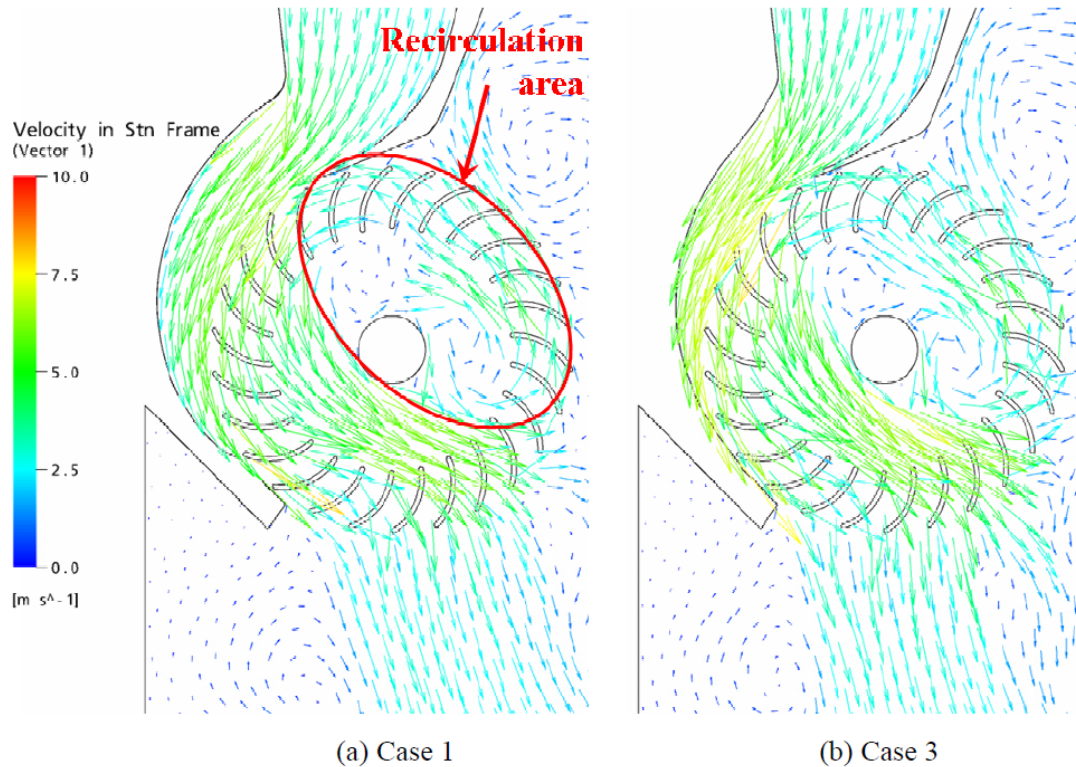 Recirculation
area
Velocity in Stn Frame
(Vector 1)
10.0
7.5
5.0
2.5
0.0
[m s^-1]
(a) Case 1
(b) Case 3